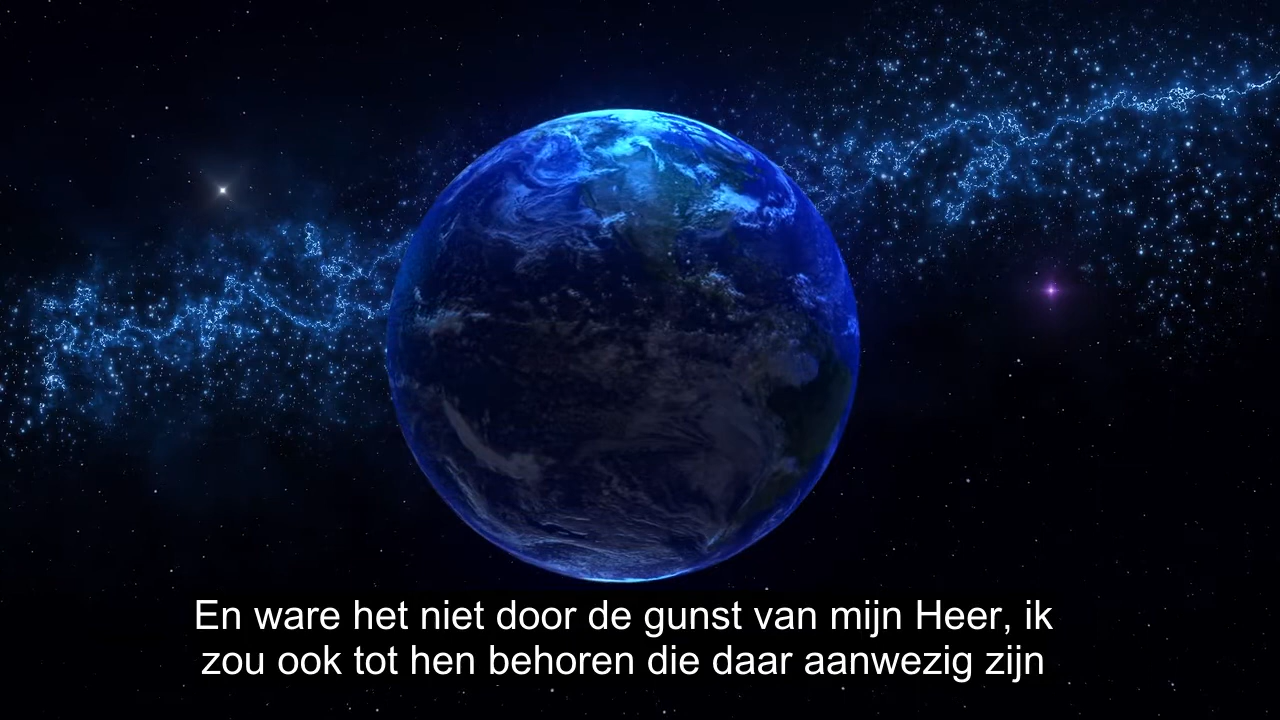 En ware het niet door de gunst van mijn Heer, ik
zou ook tot hen behoren die daar aanwezig zijn